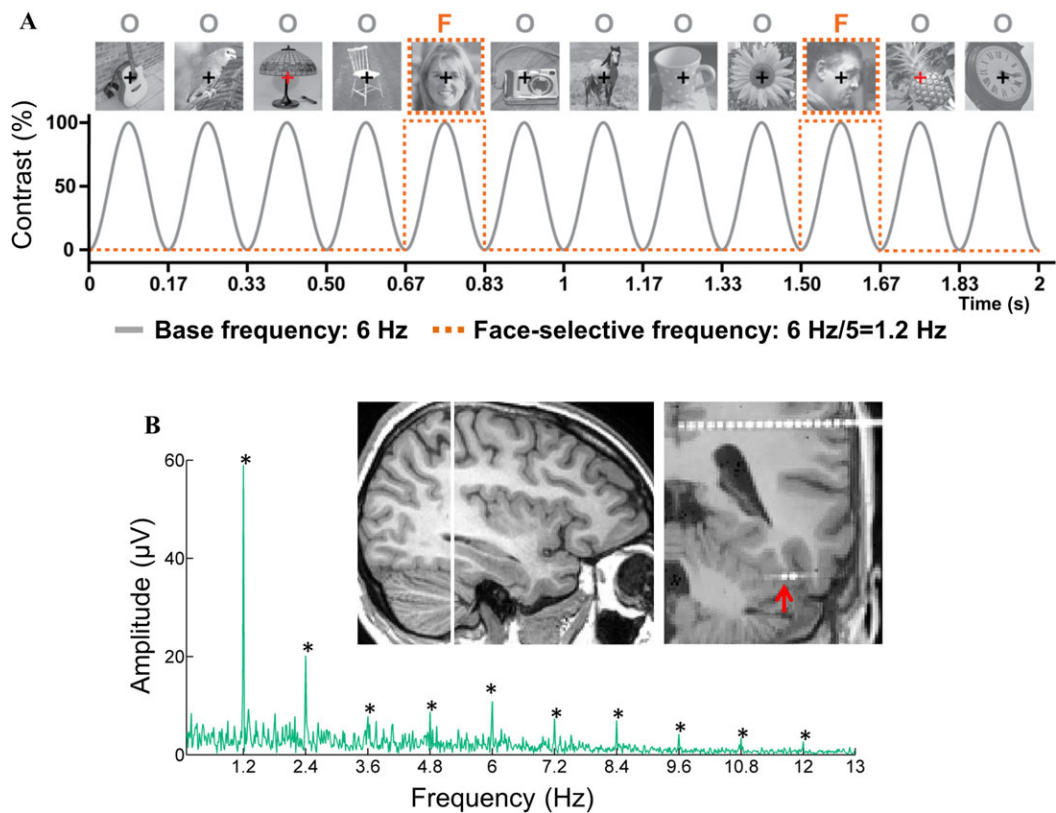 A
O O O O F O O O O F O O
Contrast (%)
100
50
0
0 0.17 0.33 0.50 0.67 0.83 1 1.17 1.33 1.50 1.67 1.83 2
Time (s)
Base frequency: 6 Hz Face-selective frequency: 6 Hz/5=1.2 Hz
B
Amplitude (µV)
60
40
20
0
* * * * * * * * * *
1.2 2.4 3.6 4.8 6 7.2 8.4 9.6 10.8 12 13
Frequency (Hz)